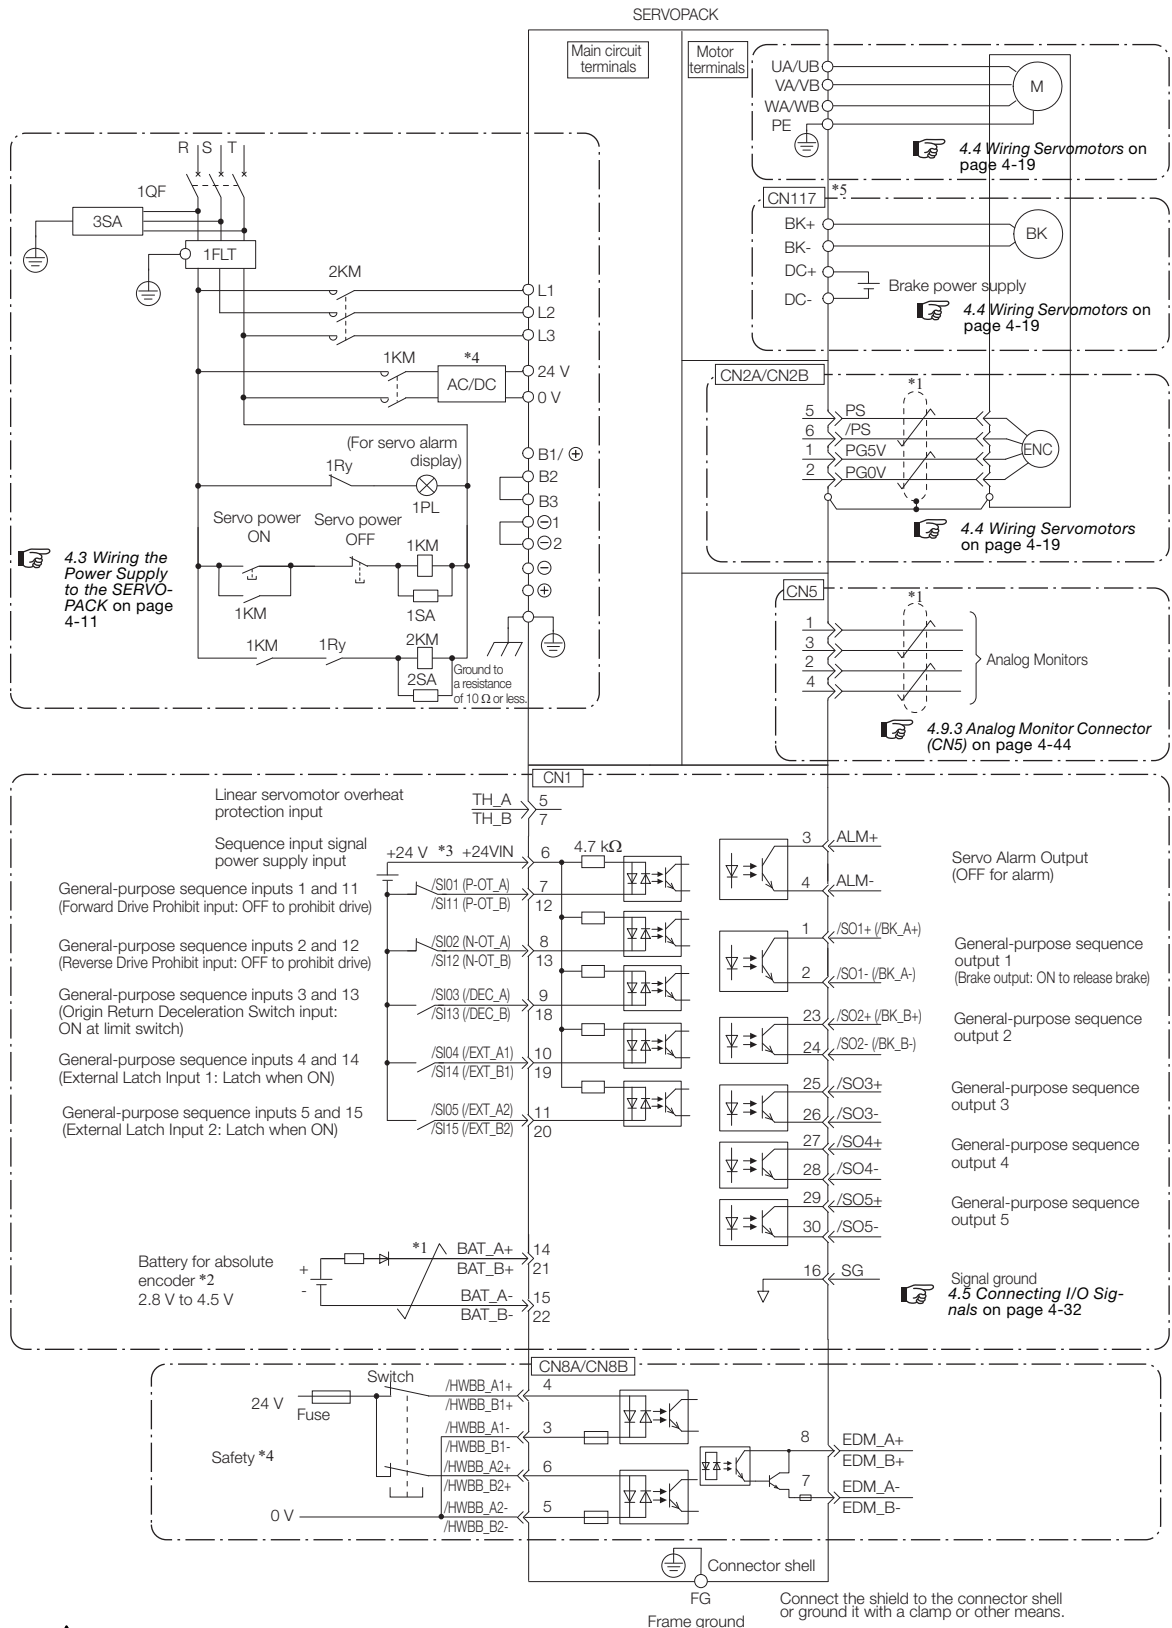 SERVOPACK
Main circuit
terminals
Motor
terminals
UA/UB
VA/VB
WA/WB
PE
M
4.4 Wiring Servomotors on
page 4-19
CN117
*5
BK+
BK-
DC+
DC-
BK
Brake power supply
4.4 Wiring Servomotors on
page 4-19
CN2A/CN2B
*1
5 PS
6 /PS
1 PG5V
2 PG0V
ENC
4.4 Wiring Servomotors
on page 4-19
CN5
*1
1
3
2
4
Analog Monitors
4.9.3 Analog Monitor Connector
(CN5) on page 4-44
R S T
1QF
3SA
1FLT
2KM
L1
L2
L3
1KM
*4
AC/DC
24 V
0 V
(For servo alarm
display)
1Ry
1PL
B1/ ⊕
B2
B3
⊖1
⊖2
⊖
⊕
Servo power
ON
Servo power
OFF
1KM
1KM
1SA
1KM
1Ry
2KM
2SA
Ground to
a resistance
of 10 Ω or less.
4.3 Wiring the
Power Supply
to the SERVO-
PACK on page
4-11
CN1
Linear servomotor overheat
protection input
TH_A 5
TH_B 7
Sequence input signal
power supply input
+24 V *3 +24VIN 6
4.7 kΩ
General-purpose sequence inputs 1 and 11
(Forward Drive Prohibit input: OFF to prohibit drive)
/SI01 (P-OT_A) 7
/SI11 (P-OT_B) 12
General-purpose sequence inputs 2 and 12
(Reverse Drive Prohibit input: OFF to prohibit drive)
/SI02 (N-OT_A) 8
/SI12 (N-OT_B) 13
General-purpose sequence inputs 3 and 13
(Origin Return Deceleration Switch input:
ON at limit switch)
/SI03 (/DEC_A) 9
/SI13 (/DEC_B) 18
General-purpose sequence inputs 4 and 14
(External Latch Input 1: Latch when ON)
/SI04 (/EXT_A1) 10
/SI14 (/EXT_B1) 19
General-purpose sequence inputs 5 and 15
(External Latch Input 2: Latch when ON)
/SI05 (/EXT_A2) 11
/SI15 (/EXT_B2) 20
Battery for absolute
encoder *2
2.8 V to 4.5 V
+
-
*1
BAT_A+ 14
BAT_B+ 21
BAT_A- 15
BAT_B- 22
3 ALM+
4 ALM-
Servo Alarm Output
(OFF for alarm)
1 /SO1+ (/BK_A+)
2 /SO1- (/BK_A-)
General-purpose sequence
output 1
(Brake output: ON to release brake)
23 /SO2+ (/BK_B+)
24 /SO2- (/BK_B-)
General-purpose sequence
output 2
25 /SO3+
26 /SO3-
General-purpose sequence
output 3
27 /SO4+
28 /SO4-
General-purpose sequence
output 4
29 /SO5+
30 /SO5-
General-purpose sequence
output 5
16 SG
Signal ground
4.5 Connecting I/O Sig-
nals on page 4-32
CN8A/CN8B
Switch
24 V
Fuse
Safety *4
0 V
/HWBB_A1+ 4
/HWBB_B1+
/HWBB_A1- 3
/HWBB_B1-
/HWBB_A2+ 6
/HWBB_B2+
/HWBB_A2- 5
/HWBB_B2-
8 EDM_A+
EDM_B+
7 EDM_A-
EDM_B-
Connector shell
FG
Frame ground
Connect the shield to the connector shell
or ground it with a clamp or other means.